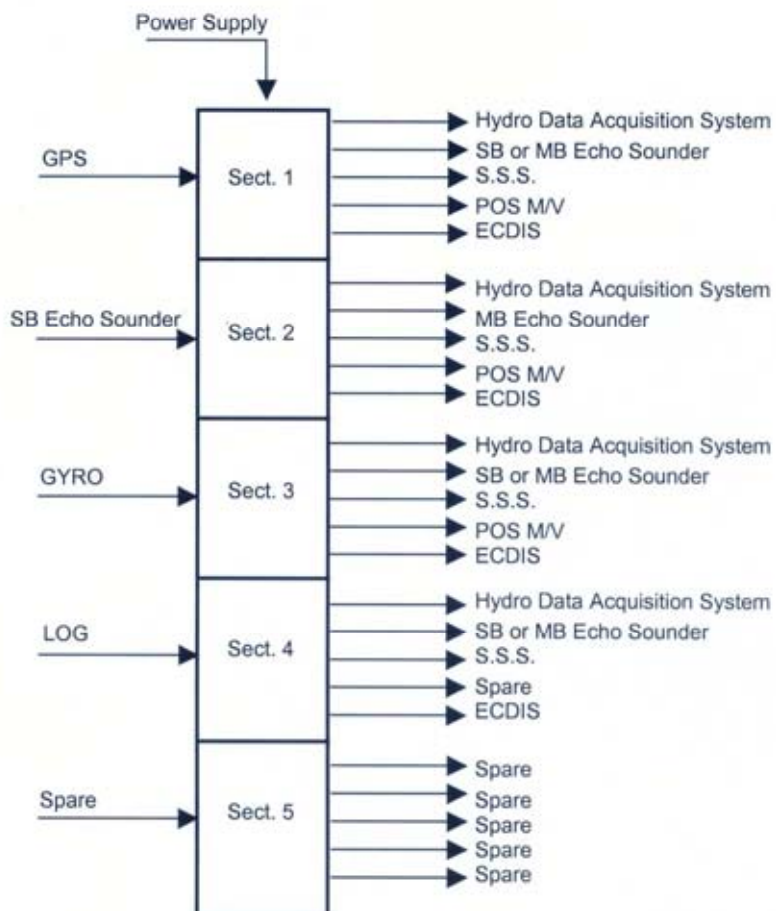 Power Supply
GPS
Sect. 1
Hydro Data Acquisition System
SB or MB Echo Sounder
S.S.S.
POS M/V
ECDIS
SB Echo Sounder
Sect. 2
Hydro Data Acquisition System
MB Echo Sounder
S.S.S.
POS M/V
ECDIS
GYRO
Sect. 3
Hydro Data Acquisition System
SB or MB Echo Sounder
S.S.S.
POS M/V
ECDIS
LOG
Sect. 4
Hydro Data Acquisition System
SB or MB Echo Sounder
S.S.S.
Spare
ECDIS
Spare
Sect. 5
Spare
Spare
Spare
Spare
Spare